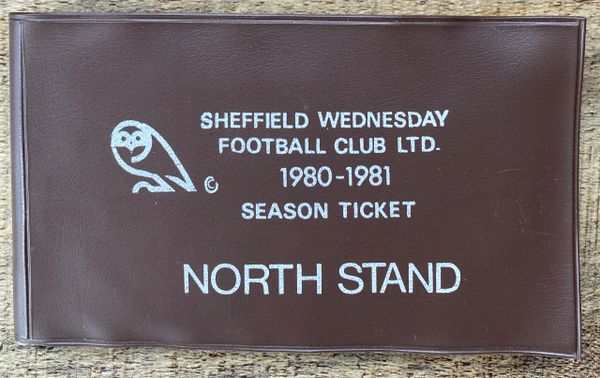 SHEFFIELD WEDNESDAY
FOOTBALL CLUB LTD.
1980-1981
©
SEASON TICKET
NORTH STAND